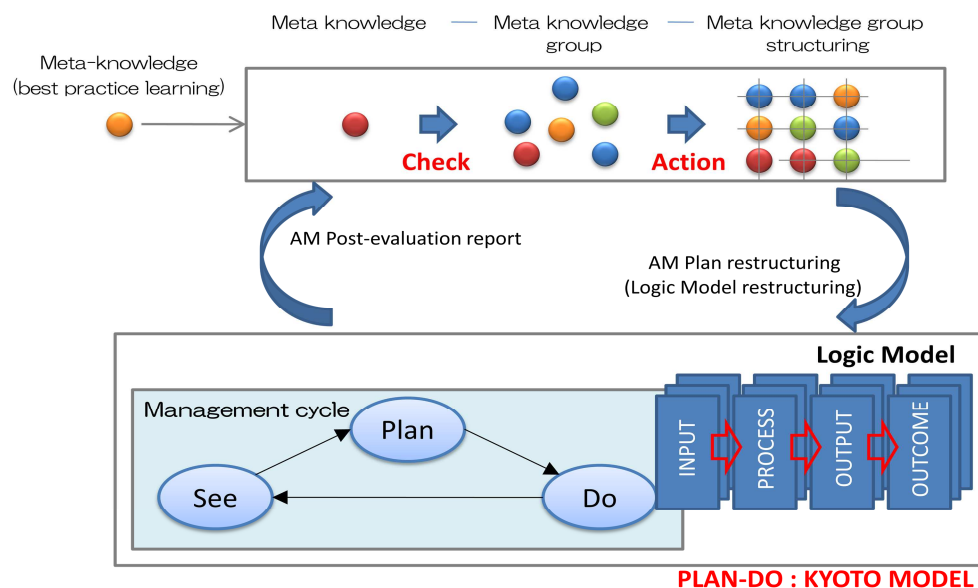 Meta knowledge — Meta knowledge group — Meta knowledge group structuring
Meta-knowledge
(best practice learning)
Check
Action
AM Post-evaluation report
AM Plan restructuring
(Logic Model restructuring)
Logic Model
Management cycle
Plan
See
Do
INPUT
PROCESS
OUTPUT
OUTCOME
PLAN-DO : KYOTO MODEL